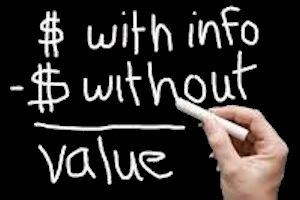 $ with info
- $ without
value